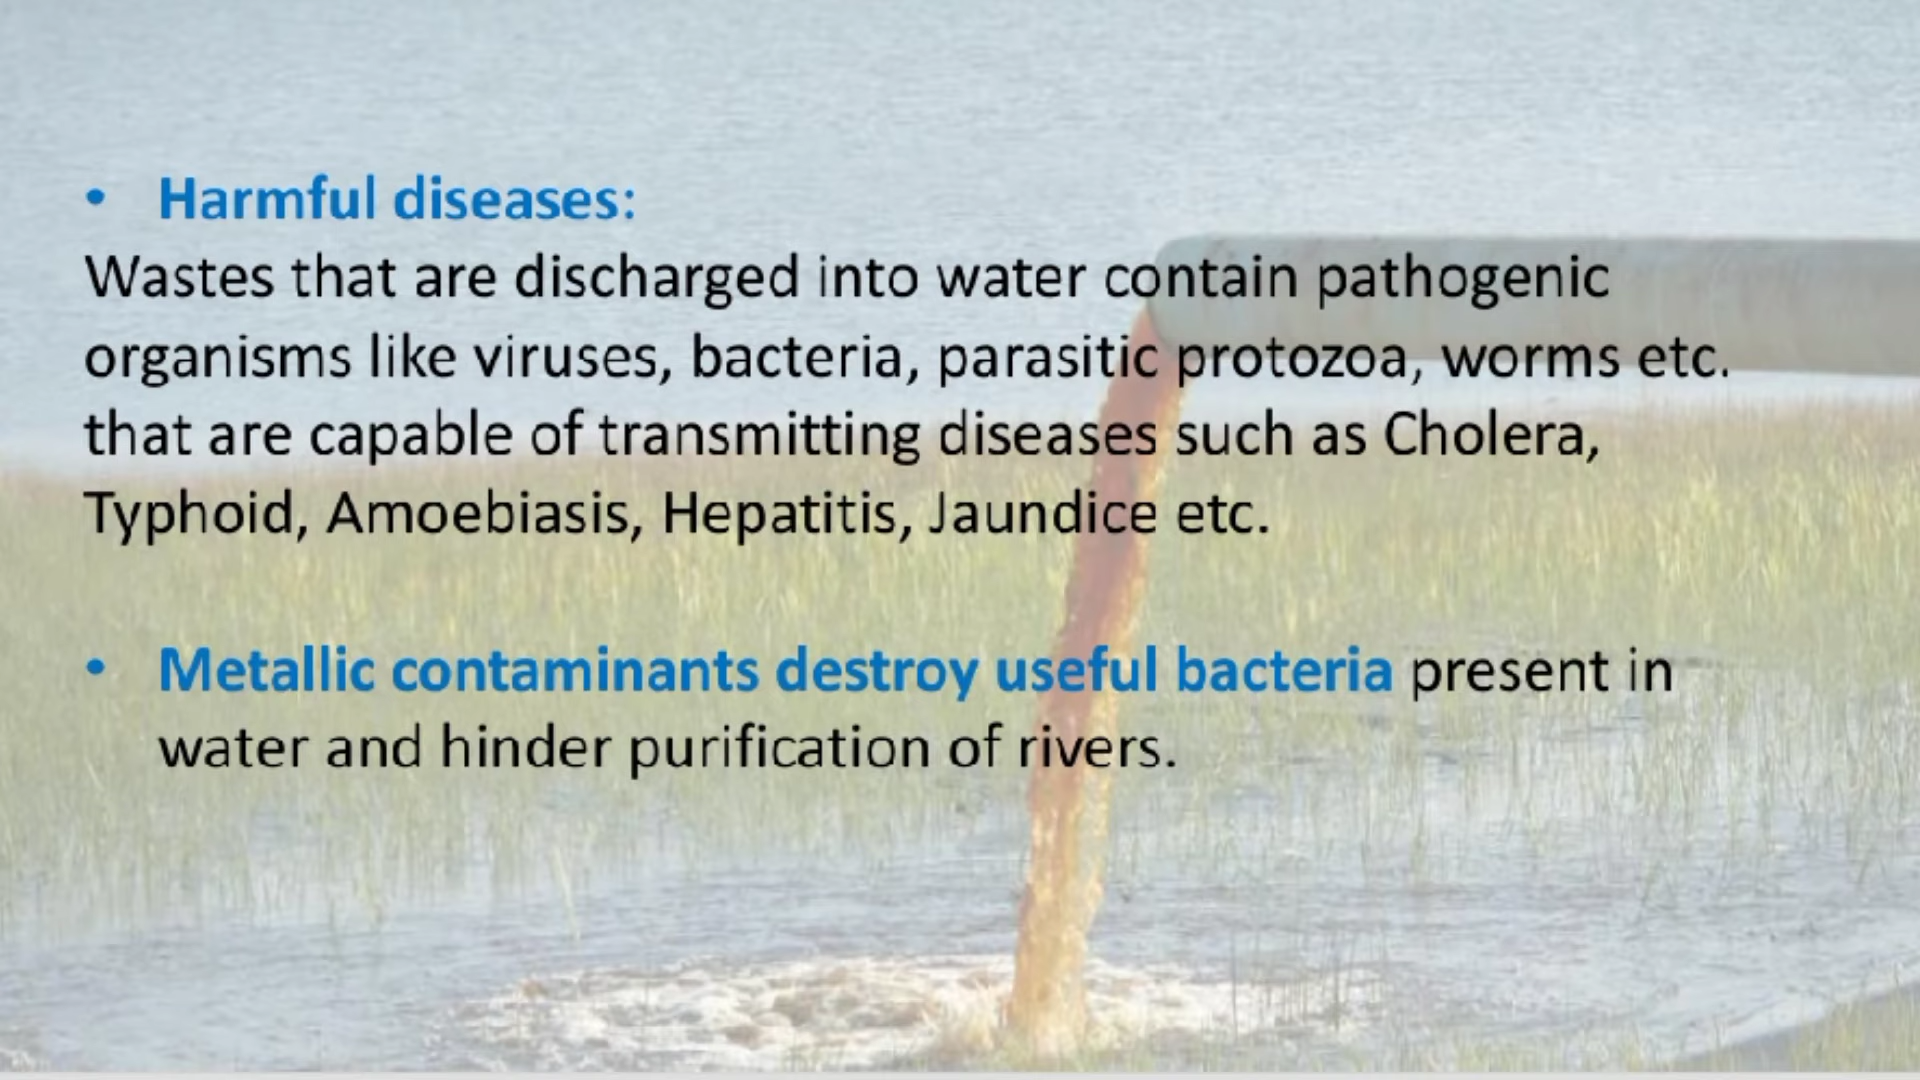 • Harmful diseases:
Wastes that are discharged into water contain pathogenic
organisms like viruses, bacteria, parasitic protozoa, worms etc.
that are capable of transmitting diseases such as Cholera,
Typhoid, Amoebiasis, Hepatitis, Jaundice etc.
• Metallic contaminants destroy useful bacteria present in
water and hinder purification of rivers.